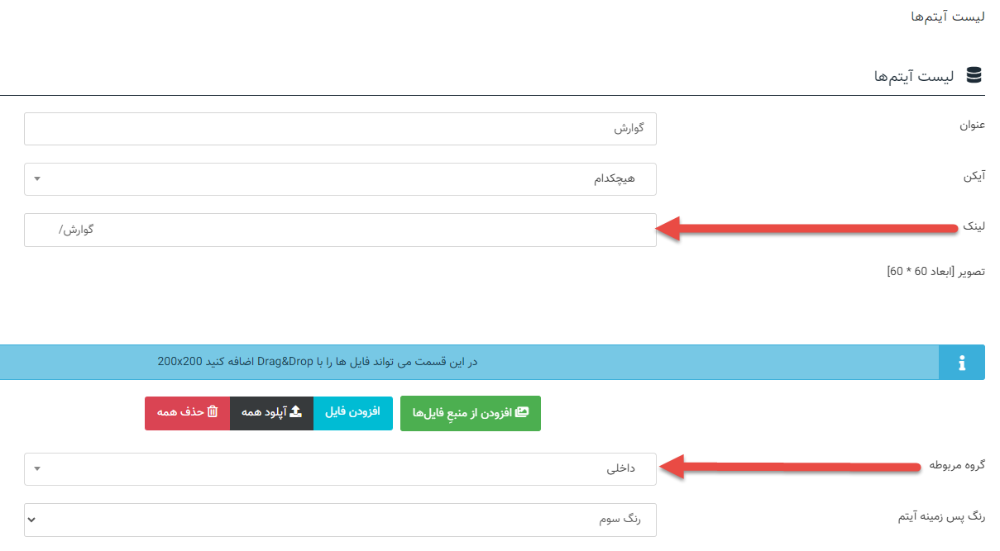 لیست آیتم‌ها
لیست آیتم‌ها
عنوان
گوارش
آیکن
هیچکدام
لینک
گوارش/
تصویر [ابعاد 60 * 60]
در این قسمت می تواند فایل ها را با Drag&Drop اضافه کنید 200x200
افزودن از منبع فایل‌ها
افزودن فایل
آپلود همه
حذف همه
گروه مربوطه
داخلی
رنگ پس زمینه آیتم
رنگ سوم